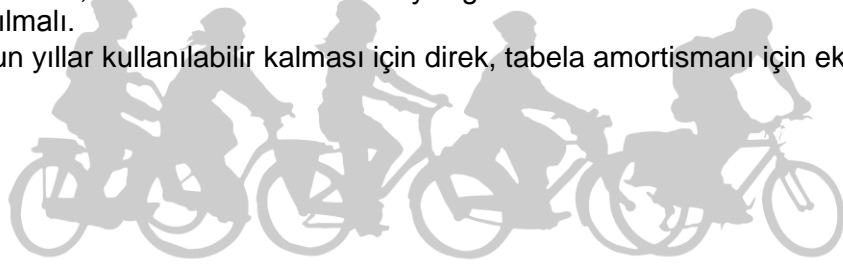 ılmalı.
un yıllar kullanılabilir kalması için direk, tabela amortismanı için ek